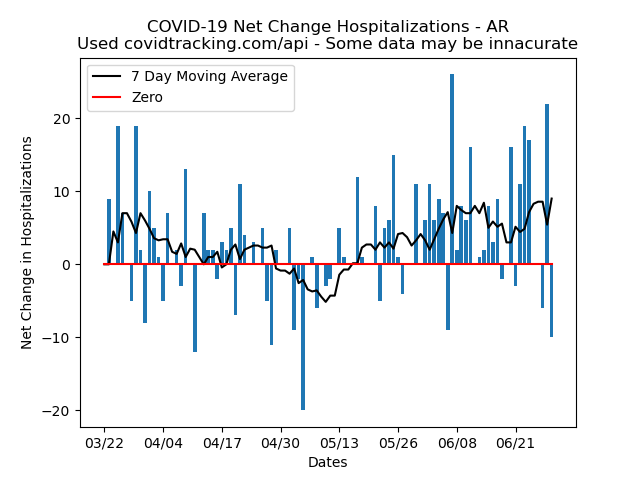 COVID-19 Net Change Hospitalizations - AR
Used covidtracking.com/api - Some data may be innacurate
7 Day Moving Average
Zero
Net Change in Hospitalizations
20
10
0
−10
−20
03/22 04/04 04/17 04/30 05/13 05/26 06/08 06/21
Dates